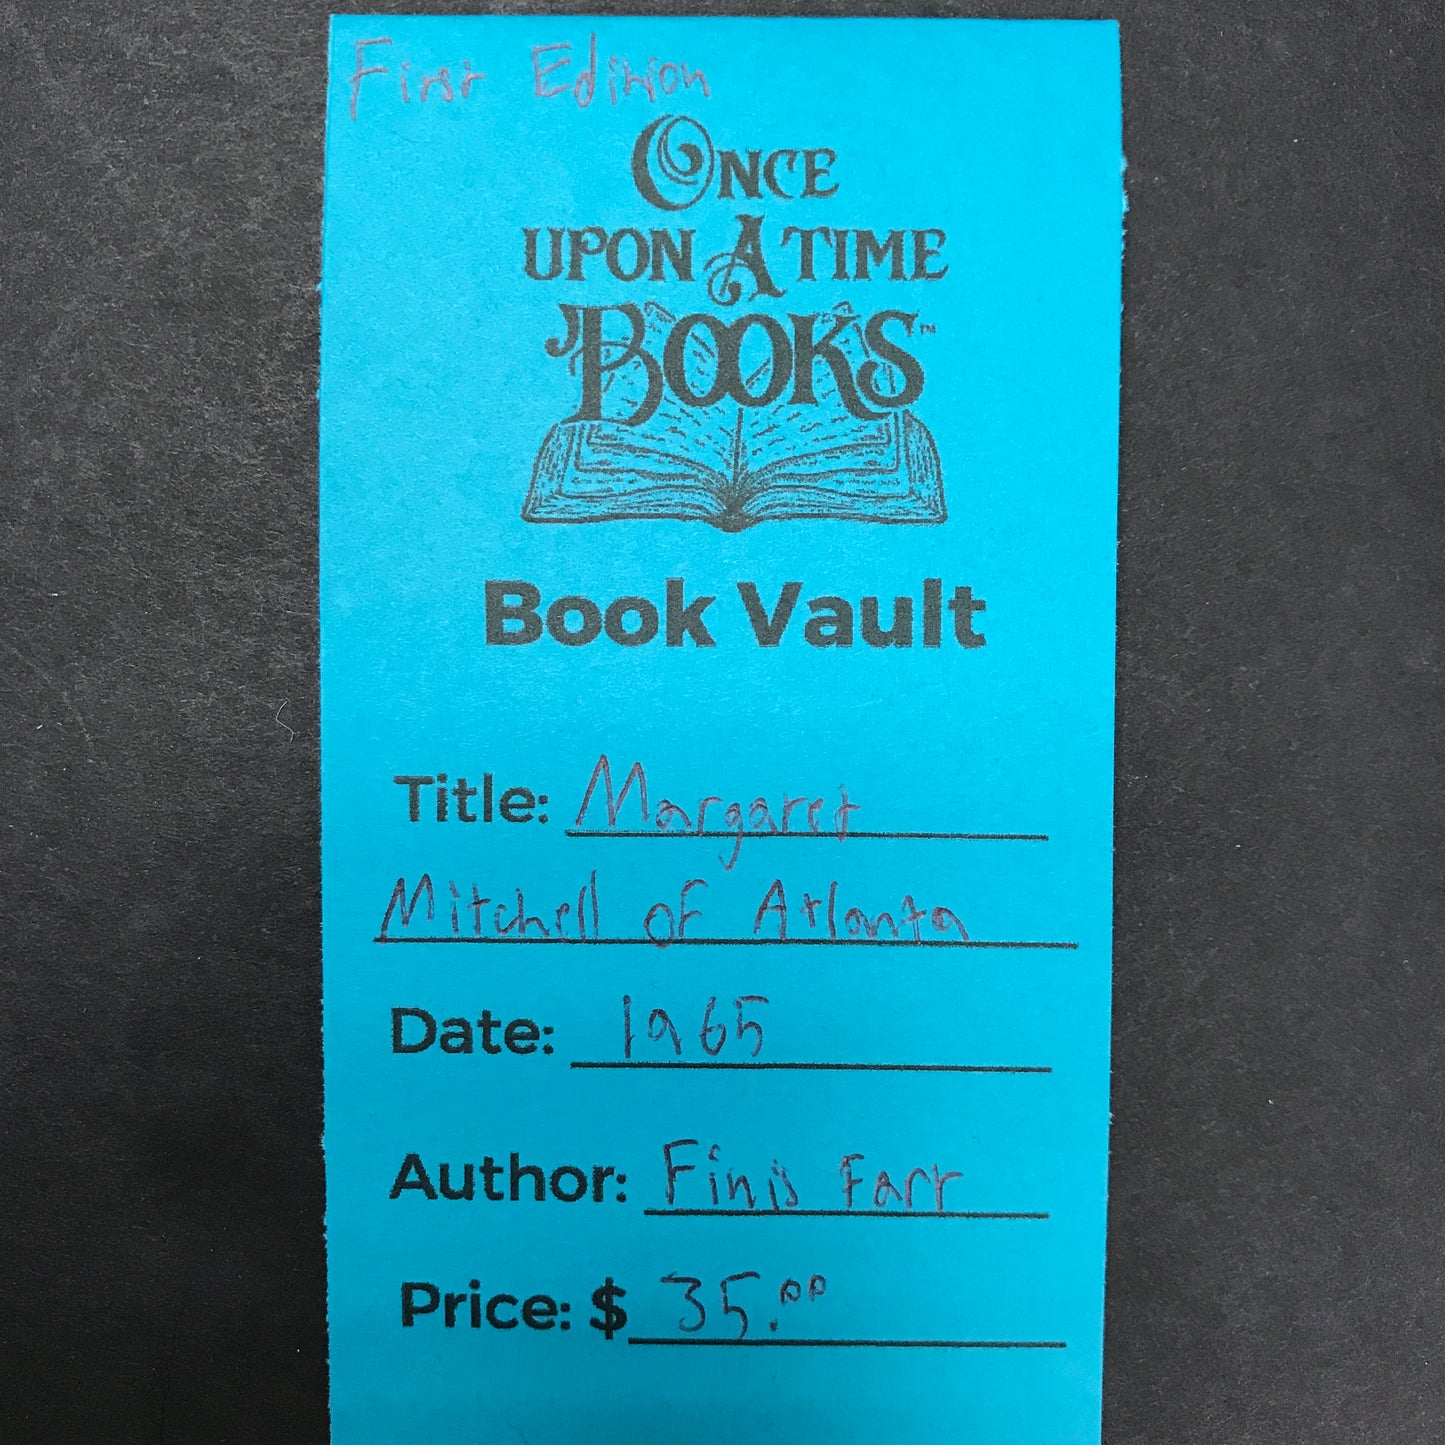 First Edition
ONCE
UPON A TIME
BOOKS™
Book Vault
Title: Margaret
Mitchell of Atlanta
Date: 1965
Author: Finis Farr
Price: $ 35.00